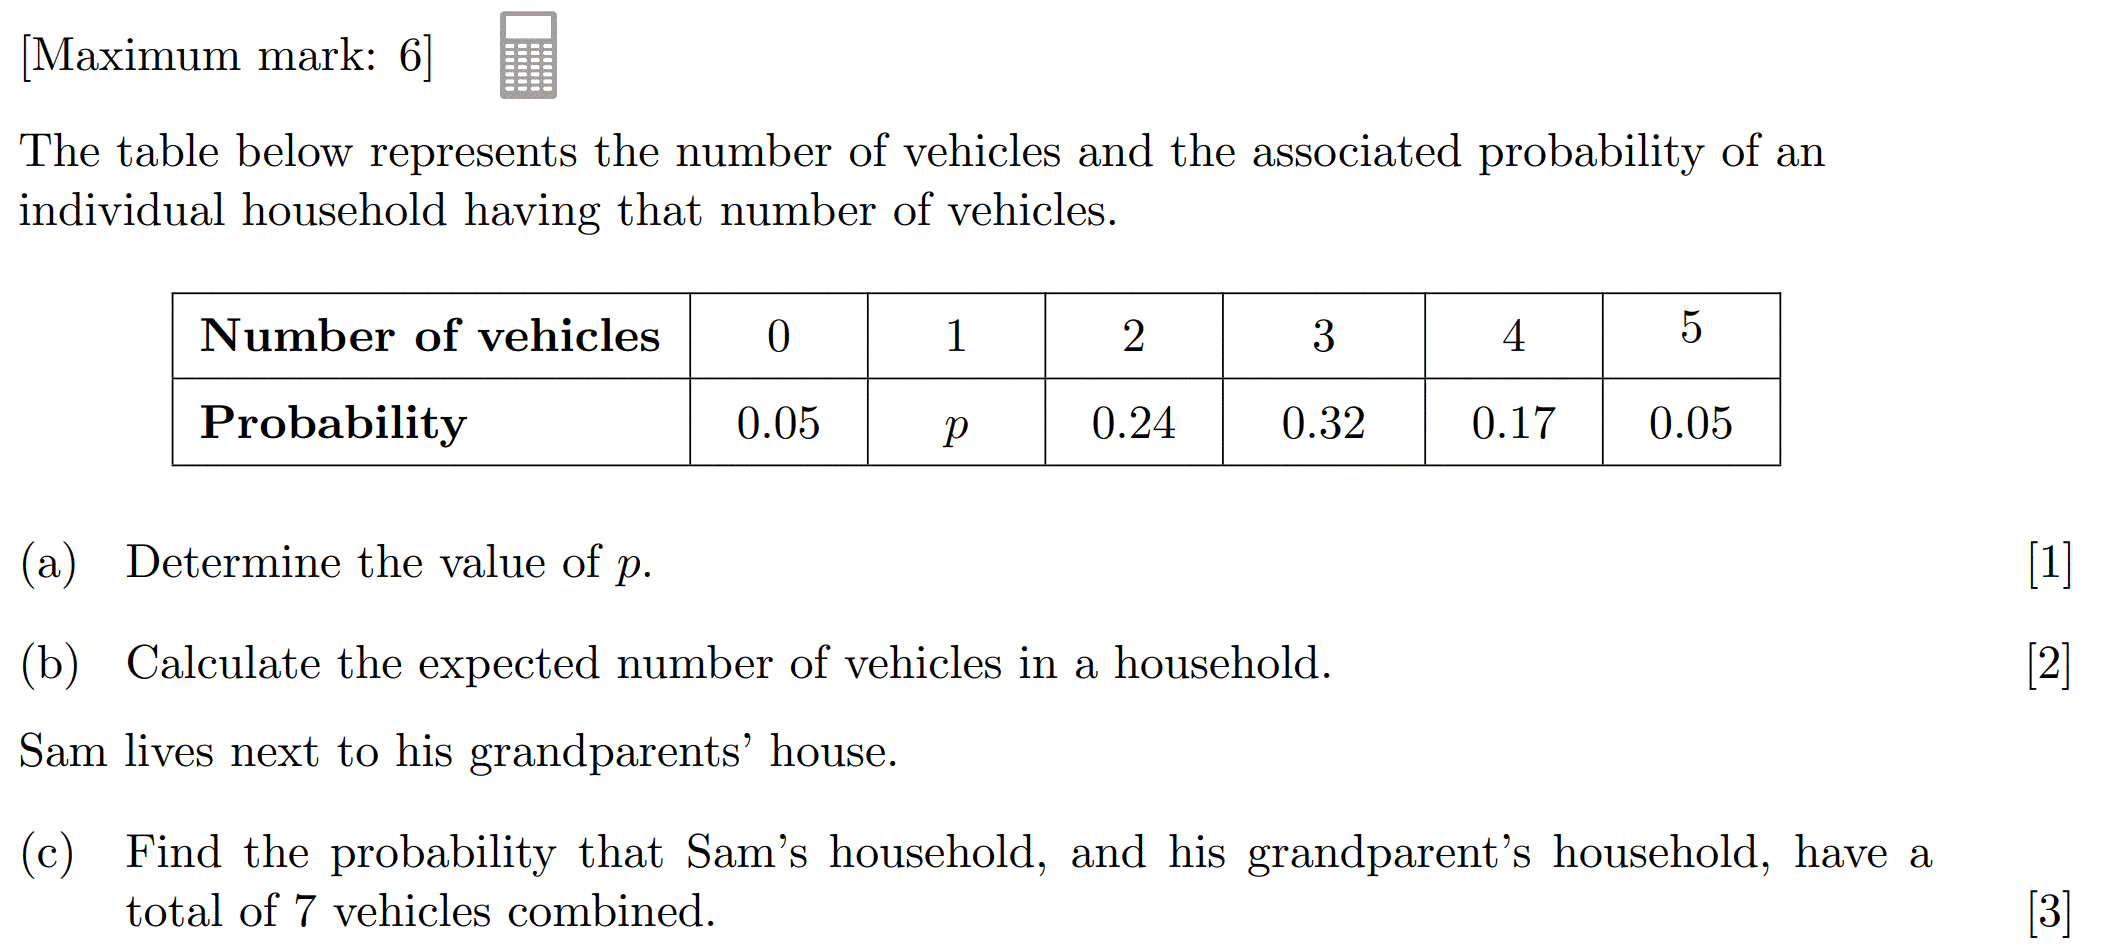 [Maximum mark: 6]
The table below represents the number of vehicles and the associated probability of an
individual household having that number of vehicles.
Number of vehicles 0 1 2 3 4 5
Probability 0.05 p 0.24 0.32 0.17 0.05
(a) Determine the value of p. [1]
(b) Calculate the expected number of vehicles in a household. [2]
Sam lives next to his grandparents’ house.
(c) Find the probability that Sam’s household, and his grandparent’s household, have a
total of 7 vehicles combined. [3]